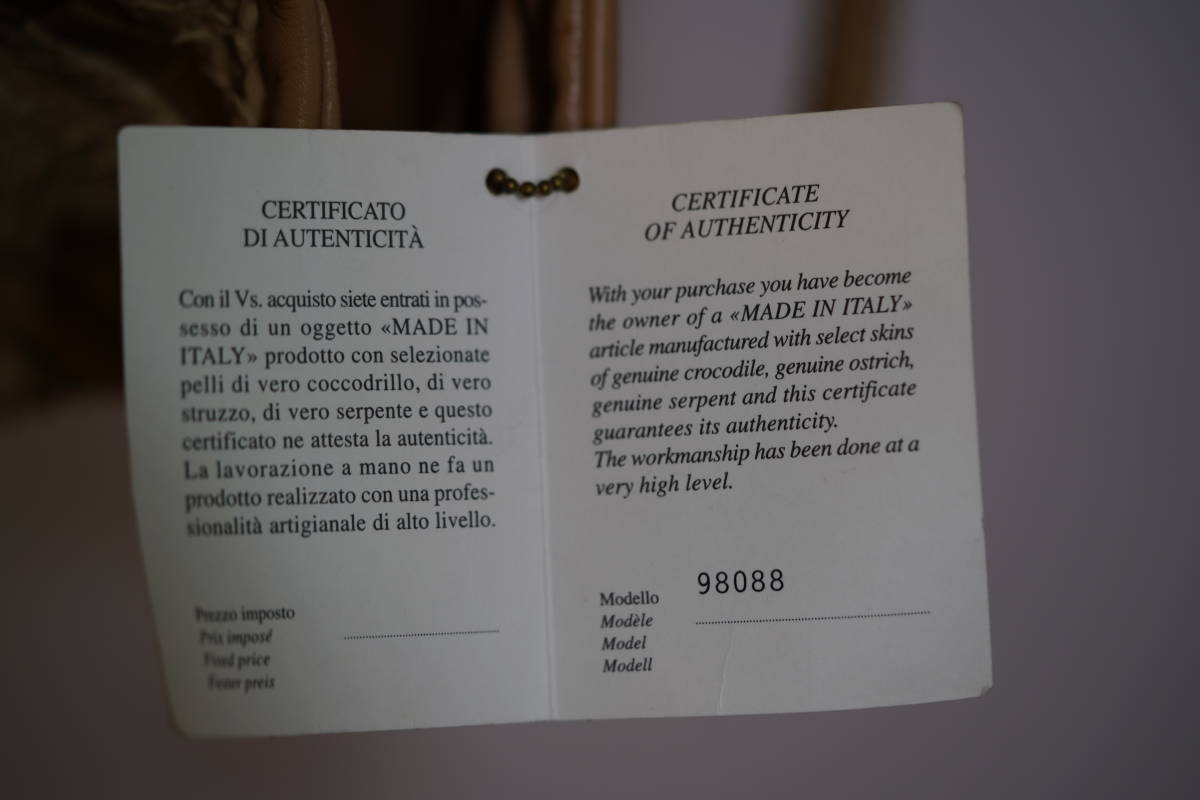 CERTIFICATO
DI AUTENTICITÀ
Con il Vs. acquisto siete entrati in pos-
sesso di un oggetto «MADE IN
ITALY» prodotto con selezionate
pelli di vero coccodrillo, di vero
struzzo, di vero serpente e questo
certificato ne attesta la autenticità.
La lavorazione a mano ne fa un
prodotto realizzato con una profes-
sionalità artigianale di alto livello.
Prezzo imposto
Prix imposé
Fixed price
Fester preis
CERTIFICATE
OF AUTHENTICITY
With your purchase you have become
the owner of a «MADE IN ITALY»
article manufactured with select skins
of genuine crocodile, genuine ostrich,
genuine serpent and this certificate
guarantees its authenticity.
The workmanship has been done at a
very high level.
Modello 98088
Modèle
Model
Modell